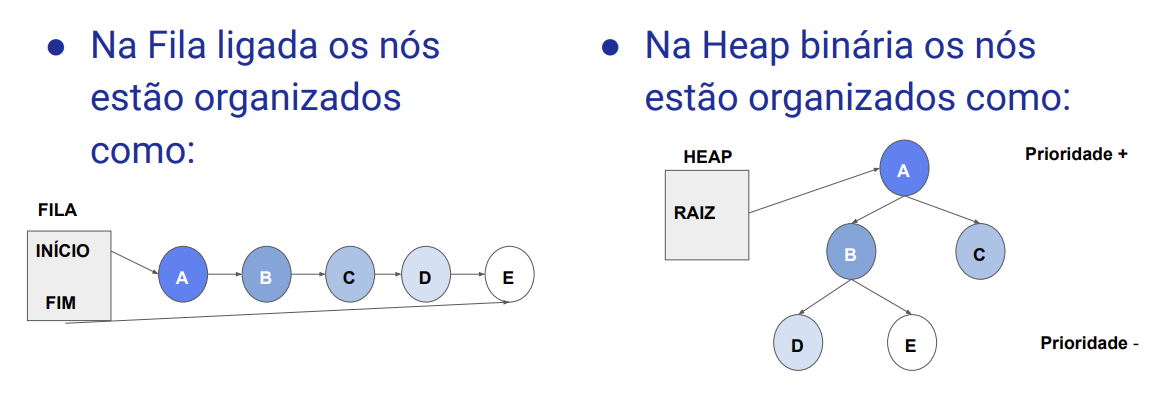 ● Na Fila ligada os nós
estão organizados
como:
FILA
INÍCIO
FIM
A
B
C
D
E
● Na Heap binária os nós
estão organizados como:
HEAP
RAIZ
A
Prioridade +
B
C
D
E
Prioridade -